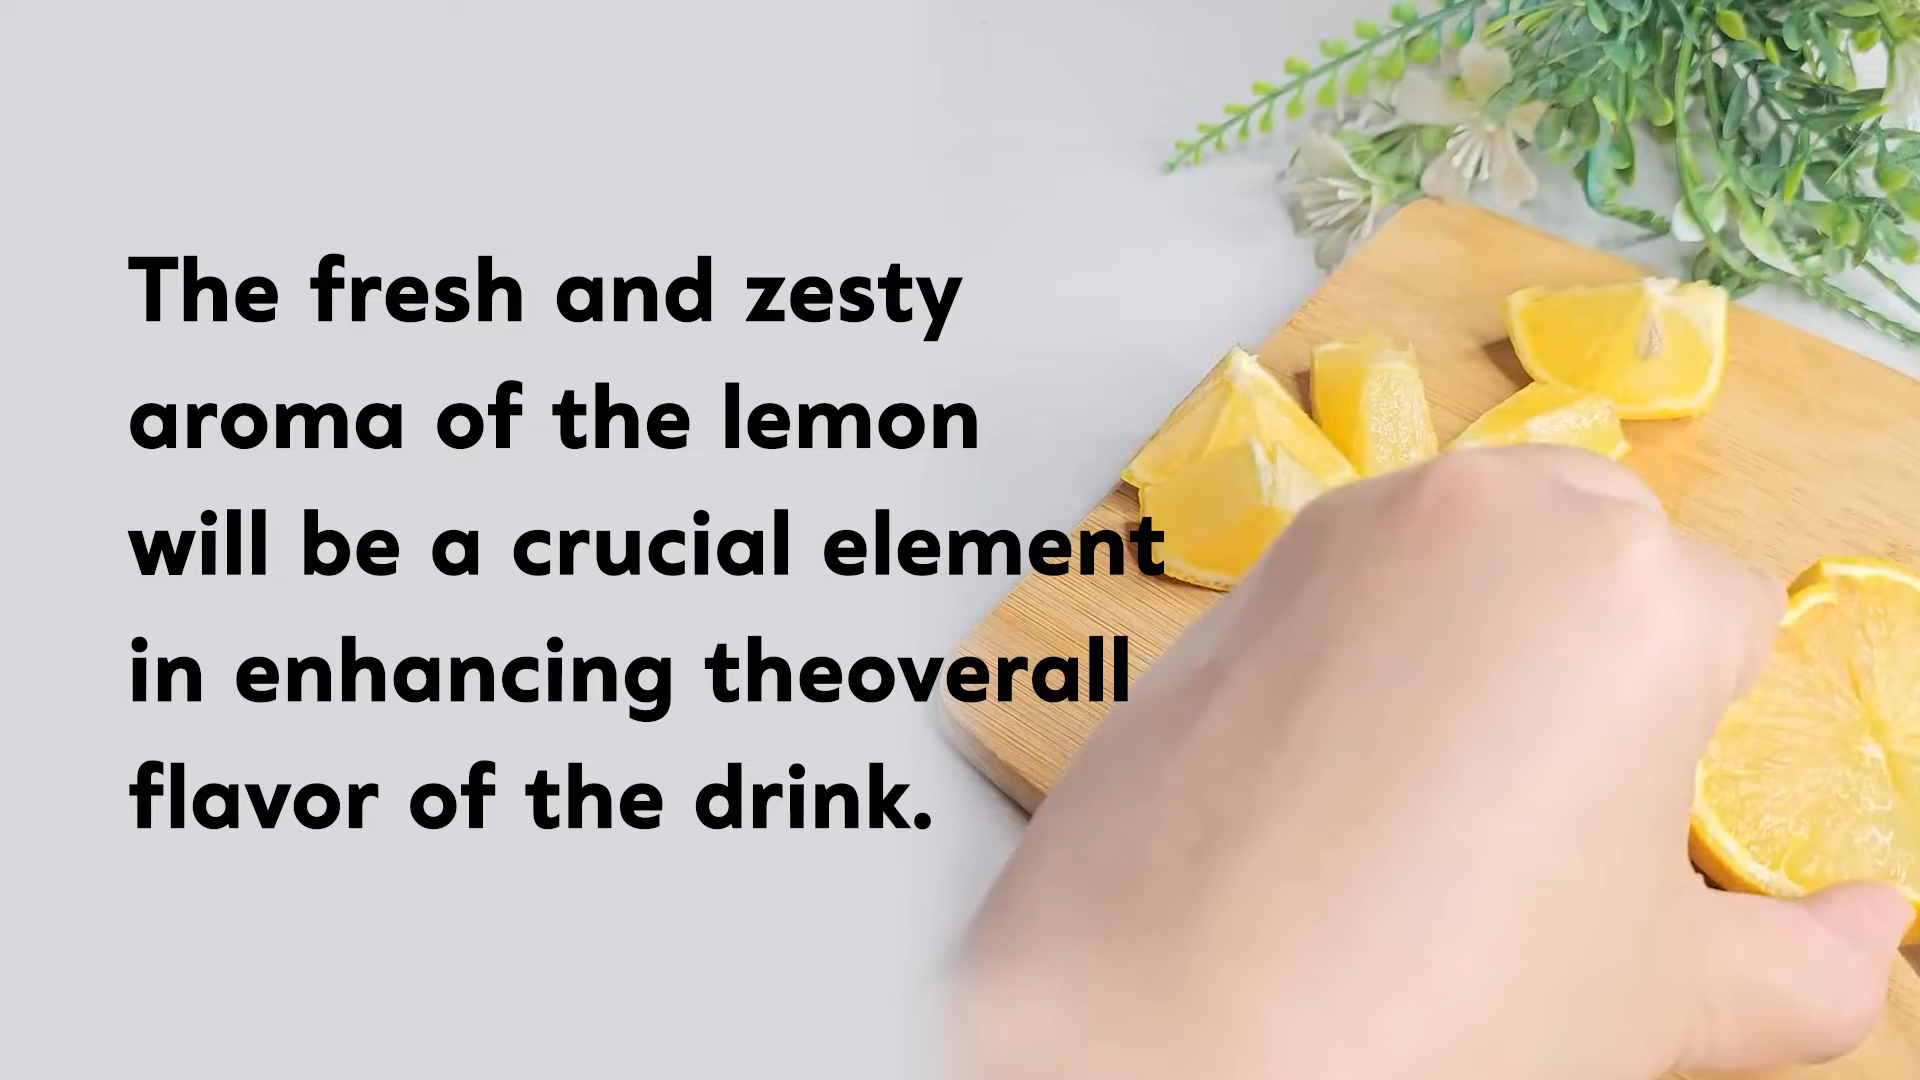 The fresh and zesty
aroma of the lemon
will be a crucial element
in enhancing theoverall
flavor of the drink.